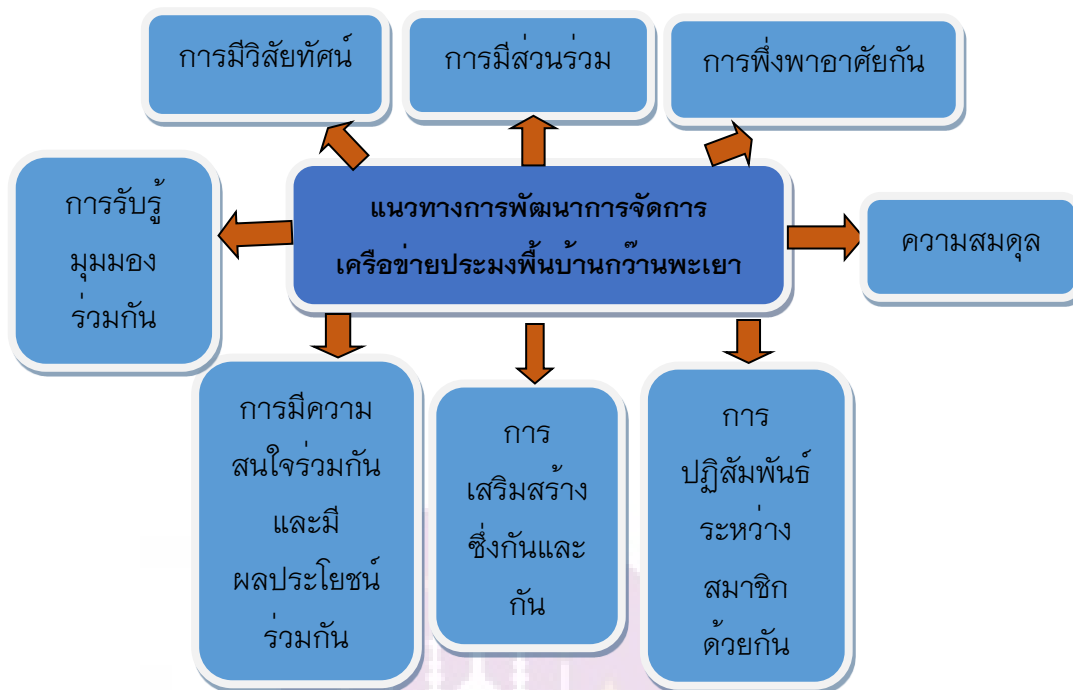 การมีวิสัยทัศน์
การมีส่วนร่วม
การพึ่งพาอาศัยกัน
การรับรู้
มุมมอง
ร่วมกัน
แนวทางการพัฒนาการจัดการ
เครือข่ายประมงพื้นบ้านกว๊านพะเยา
ความสมดุล
การมีความ
สนใจร่วมกัน
และมี
ผลประโยชน์
ร่วมกัน
การ
เสริมสร้าง
ซึ่งกันและ
กัน
การ
ปฏิสัมพันธ์
ระหว่าง
สมาชิก
ด้วยกัน